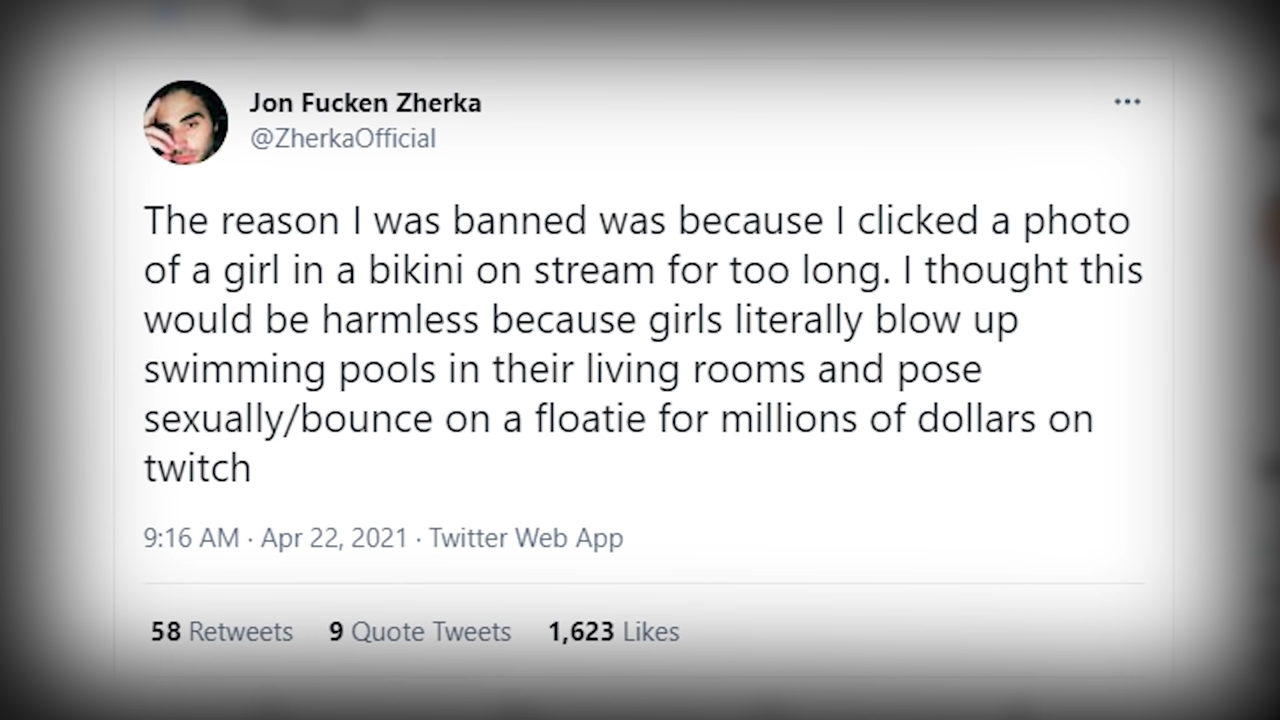 Jon Fucken Zherka
@ZherkaOfficial
The reason I was banned was because I clicked a photo
of a girl in a bikini on stream for too long. I thought this
would be harmless because girls literally blow up
swimming pools in their living rooms and pose
sexually/bounce on a floatie for millions of dollars on
twitch
9:16 AM · Apr 22, 2021 · Twitter Web App
58 Retweets 9 Quote Tweets 1,623 Likes